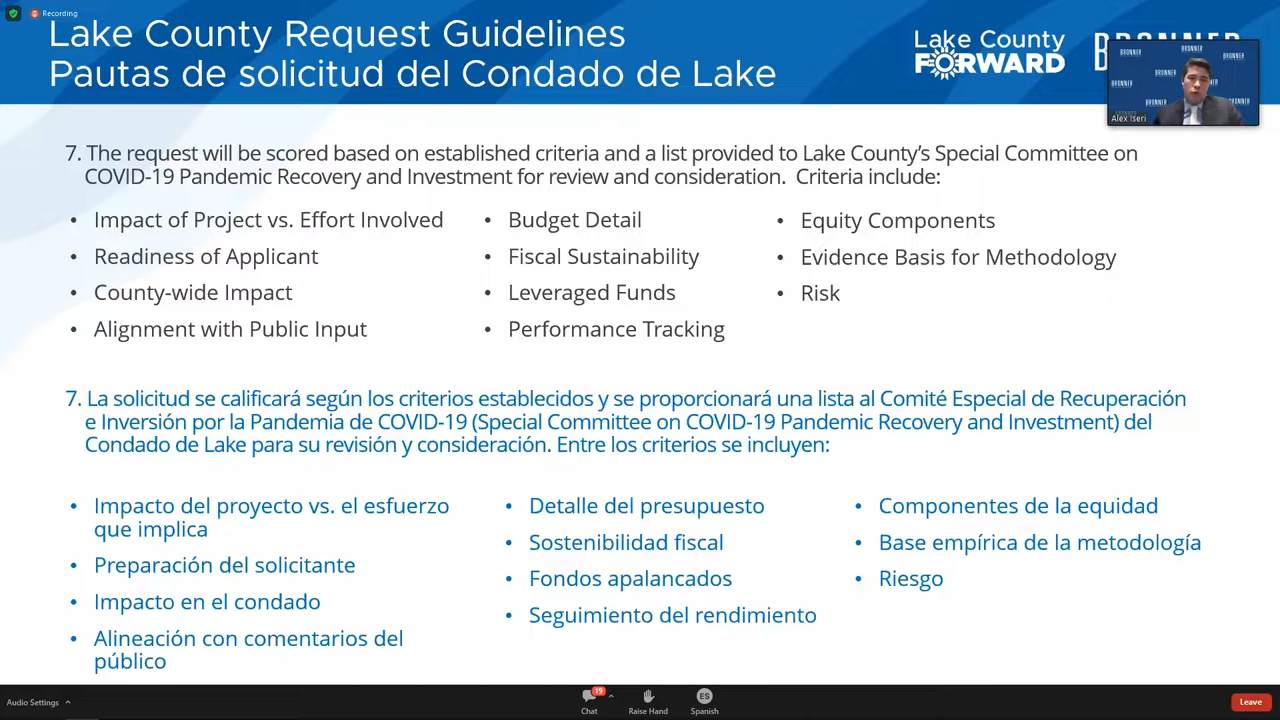 Recording
Lake County Request Guidelines
Pautas de solicitud del Condado de Lake
Lake County
FORWARD
BRONNER
BRONNER
BRONNER
BRONNER
BRONNER
BRONNER
BRONNER
BRONNER
Alex Iseri
7. The request will be scored based on established criteria and a list provided to Lake County’s Special Committee on
COVID-19 Pandemic Recovery and Investment for review and consideration. Criteria include:
• Impact of Project vs. Effort Involved
• Readiness of Applicant
• County-wide Impact
• Alignment with Public Input
• Budget Detail
• Fiscal Sustainability
• Leveraged Funds
• Performance Tracking
• Equity Components
• Evidence Basis for Methodology
• Risk
7. La solicitud se calificará según los criterios establecidos y se proporcionará una lista al Comité Especial de Recuperación
e Inversión por la Pandemia de COVID-19 (Special Committee on COVID-19 Pandemic Recovery and Investment) del
Condado de Lake para su revisión y consideración. Entre los criterios se incluyen:
• Impacto del proyecto vs. el esfuerzo
que implica
• Preparación del solicitante
• Impacto en el condado
• Alineación con comentarios del
público
• Detalle del presupuesto
• Sostenibilidad fiscal
• Fondos apalancados
• Seguimiento del rendimiento
• Componentes de la equidad
• Base empírica de la metodología
• Riesgo
Audio Settings
19
Chat
Raise Hand
ES
Spanish
Leave